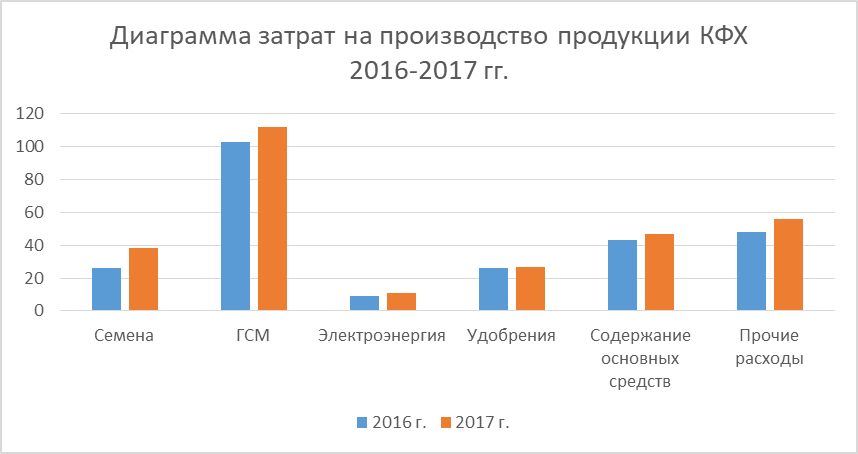 Диаграмма затрат на производство продукции КФХ
2016-2017 гг.
120
100
80
60
40
20
0
Семена
ГСМ
Электроэнергия
Удобрения
Содержание
основных
средств
Прочие
расходы
2016 г.
2017 г.